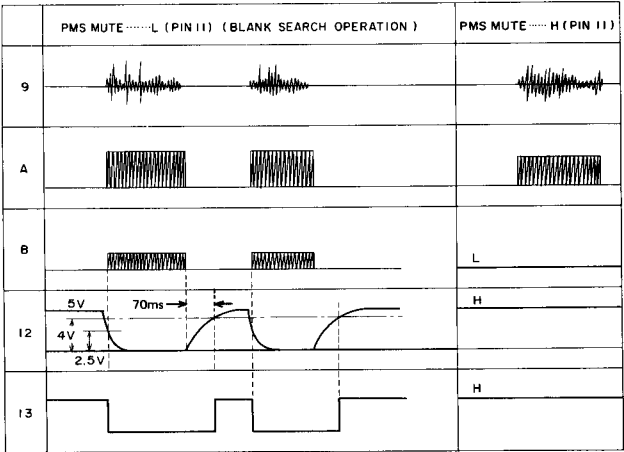 PMS MUTE······L (PIN 11) (BLANK SEARCH OPERATION)
PMS MUTE····· H (PIN 11)
9
A
B
L
12
5V
70ms
4V
2.5V
H
13
H